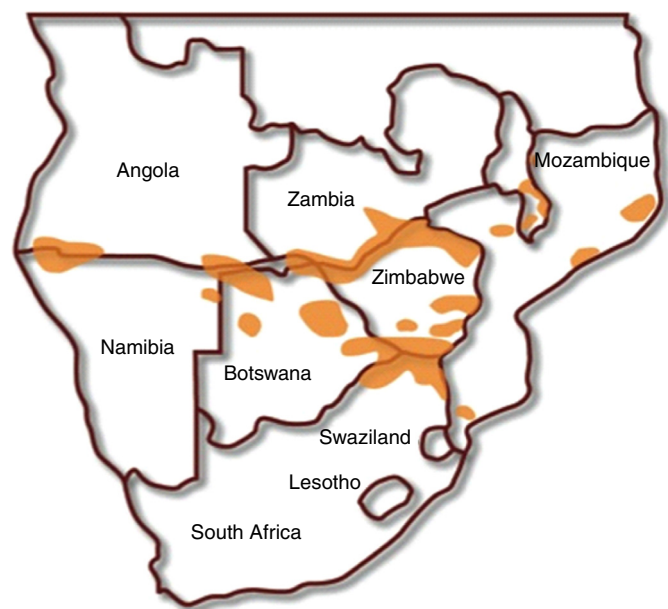 Mozambique
Angola
Zambia
Zimbabwe
Namibia
Botswana
Swaziland
Lesotho
South Africa